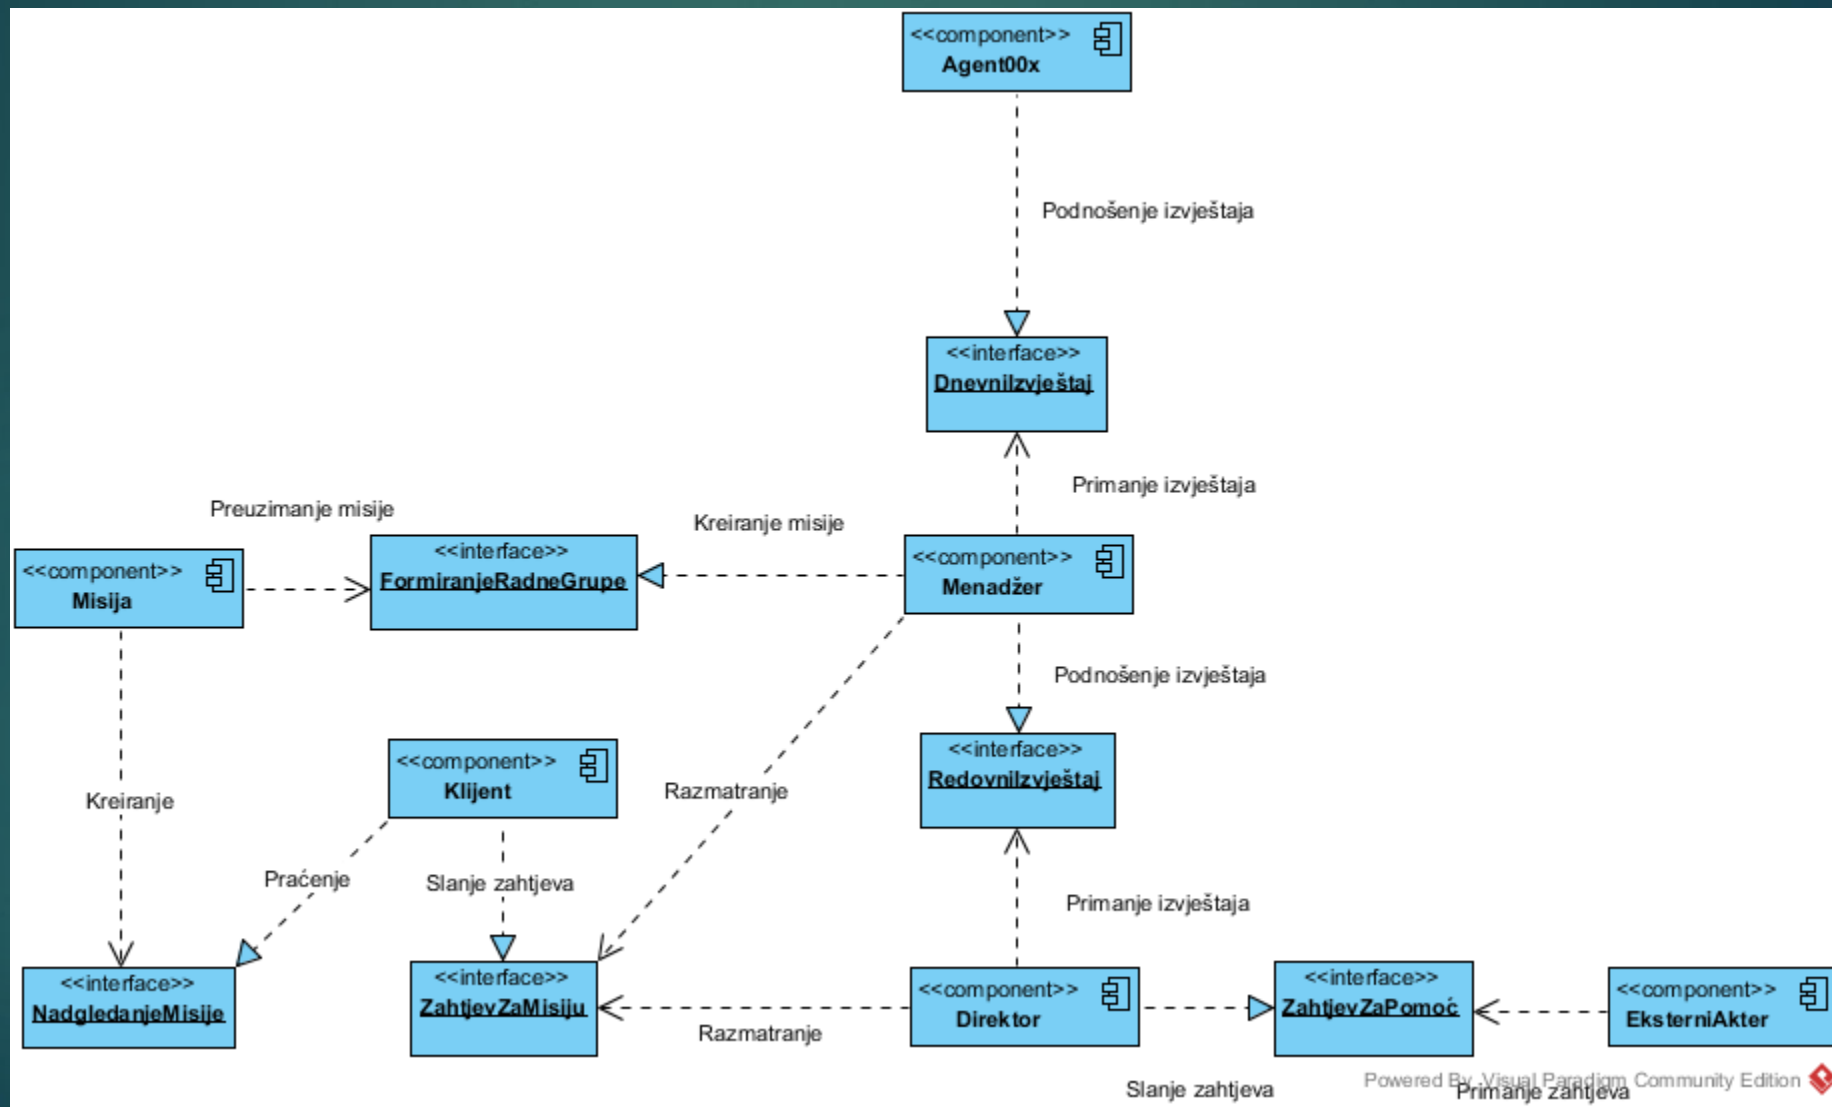 <<component>>
Agent00x
Podnošenje izvještaja
<<interface>>
DnevniIzvještaj
Primanje izvještaja
Preuzimanje misije
Kreiranje misije
<<component>>
Misija
<<interface>>
FormiranjeRadneGrupe
<<component>>
Menadžer
Podnošenje izvještaja
<<component>>
Klijent
<<interface>>
RedovniIzvještaj
Kreiranje
Razmatranje
Praćenje
Slanje zahtjeva
Primanje izvještaja
<<interface>>
NadgledanjeMisije
<<interface>>
ZahtjevZaMisiju
<<component>>
Direktor
<<interface>>
ZahtjevZaPomoć
<<component>>
EksterniAkter
Razmatranje
Slanje zahtjeva
Primanje zahtjeva
Powered By Visual Paradigm Community Edition